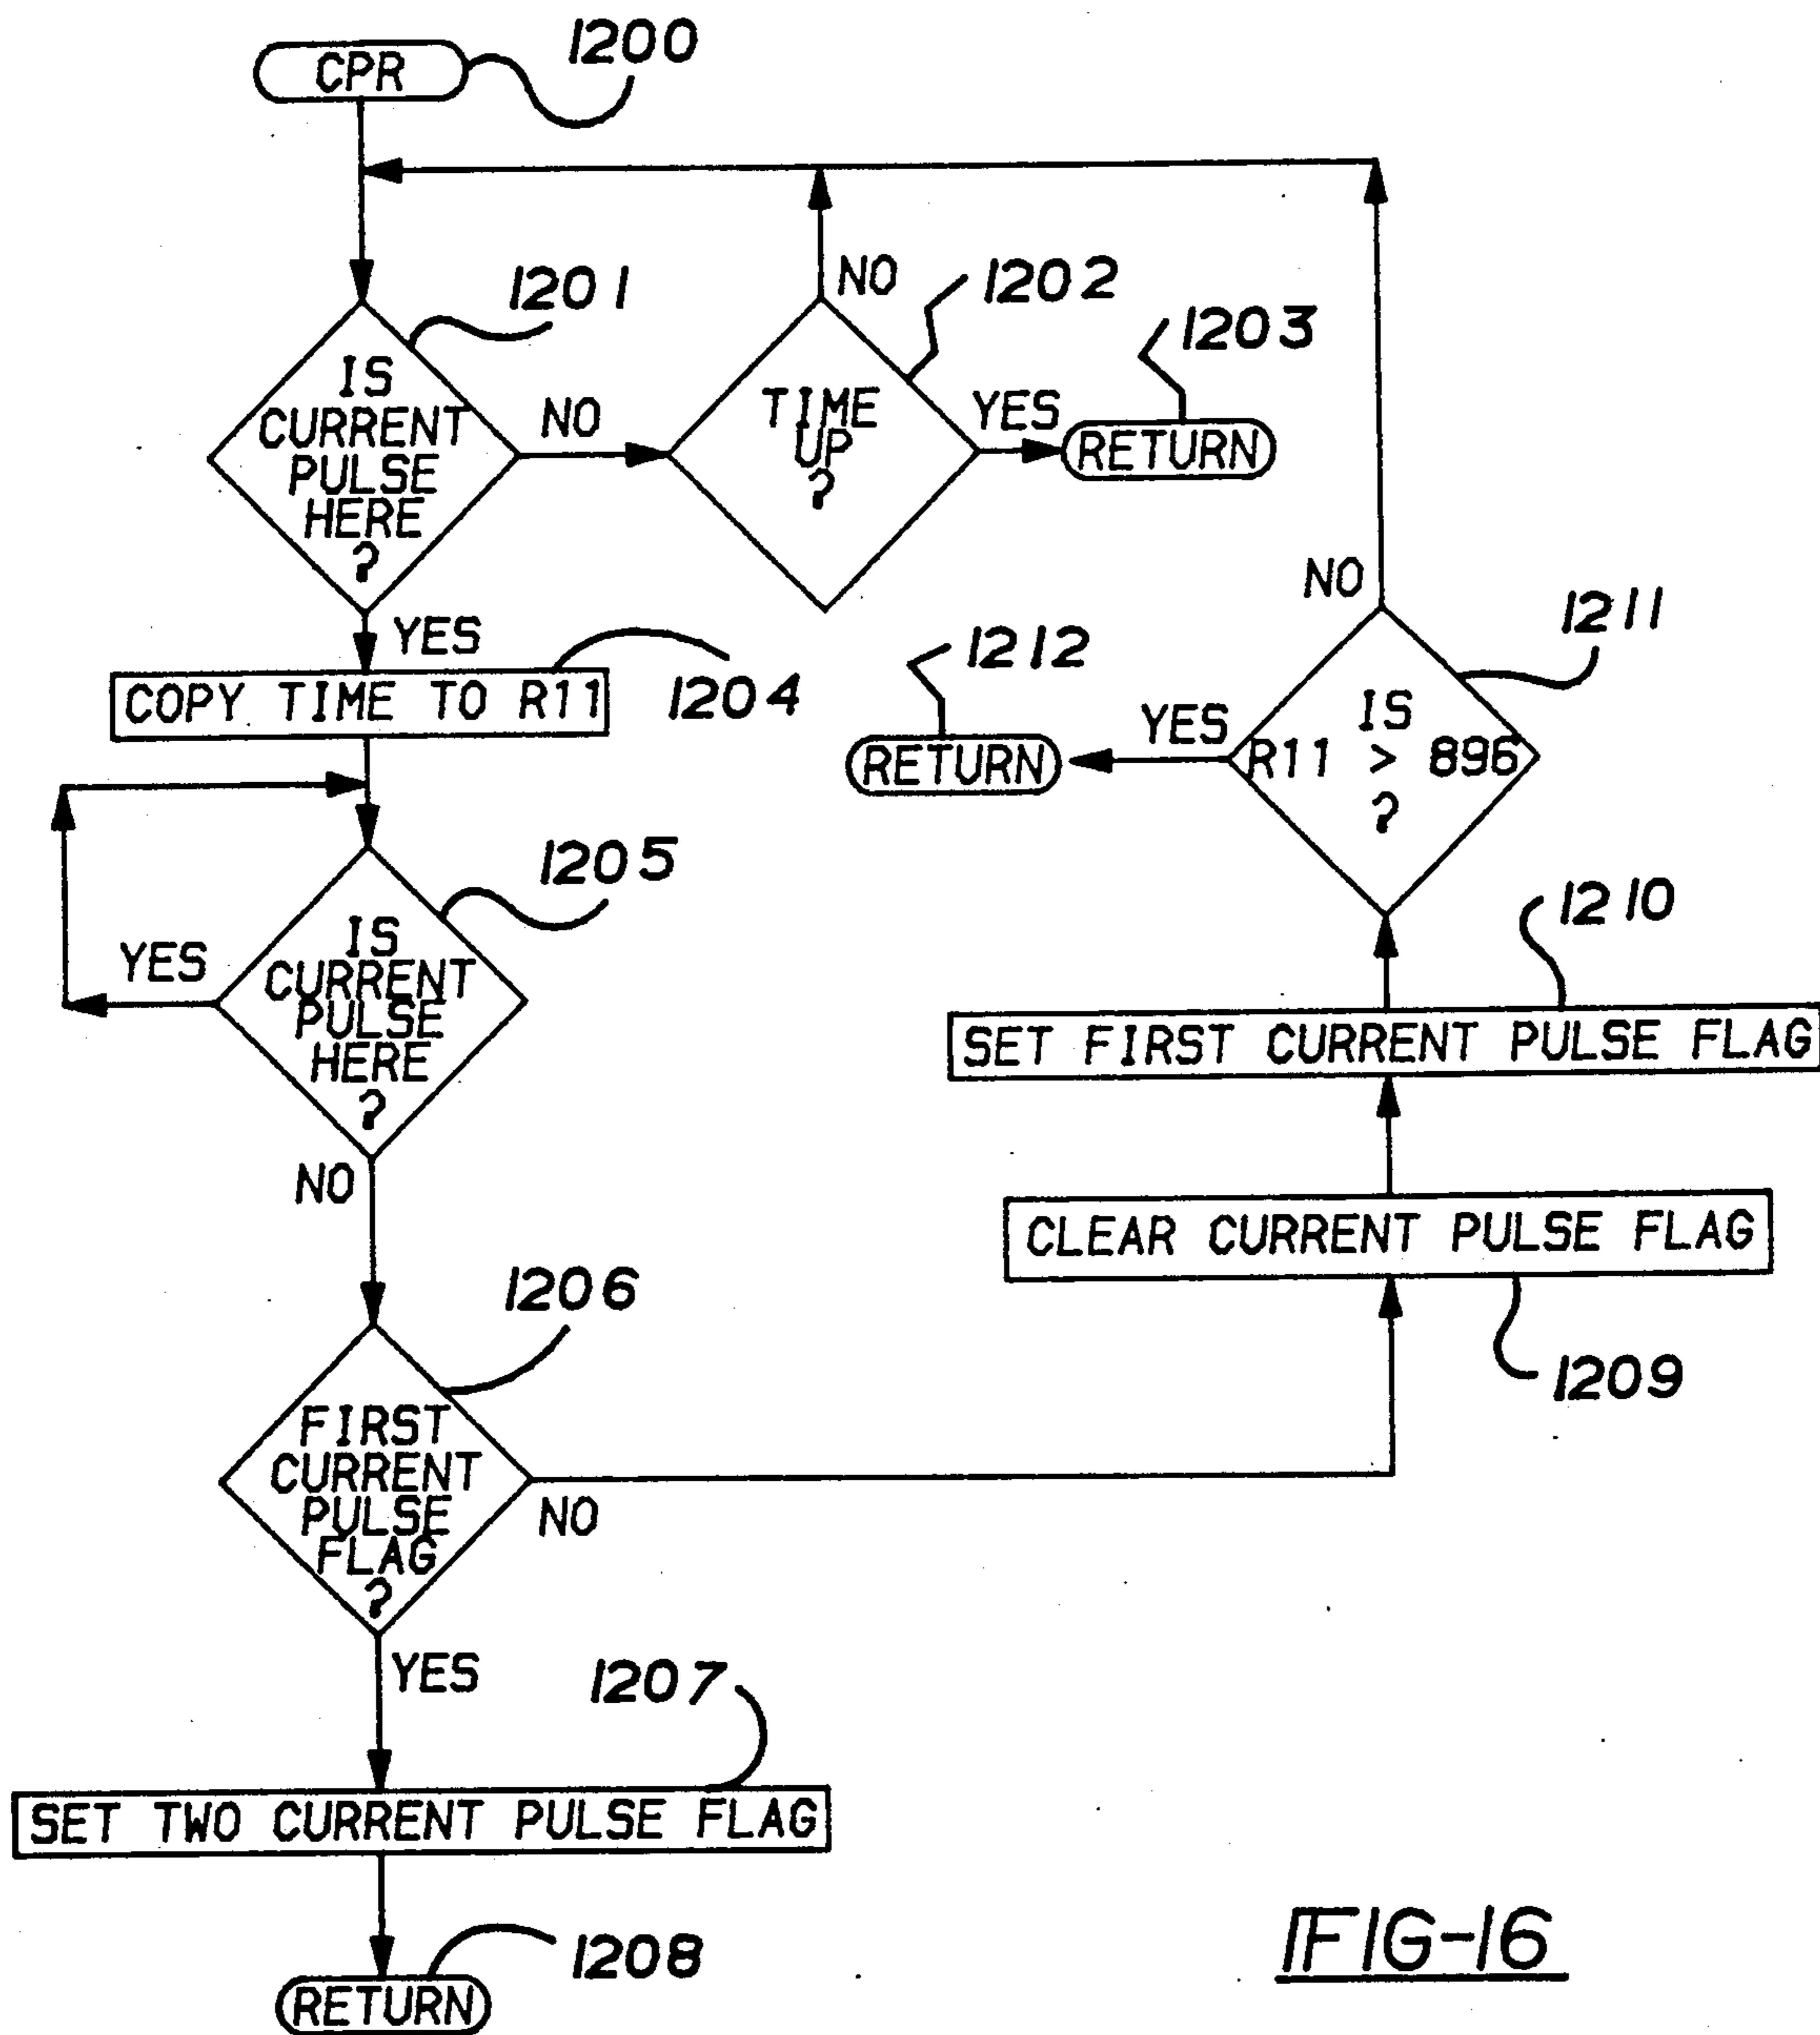 1200
CPR
1201
IS
CURRENT
PULSE
HERE
?
NO
YES
1202
NO
TIME
UP
?
YES
1203
RETURN
1204
COPY TIME TO R11
1205
IS
CURRENT
PULSE
HERE
?
YES
NO
1206
FIRST
CURRENT
PULSE
FLAG
?
NO
YES
1207
SET TWO CURRENT PULSE FLAG
1208
RETURN
1209
CLEAR CURRENT PULSE FLAG
1210
SET FIRST CURRENT PULSE FLAG
1211
IS
R11 > 896
?
NO
YES
1212
RETURN
FIG-16